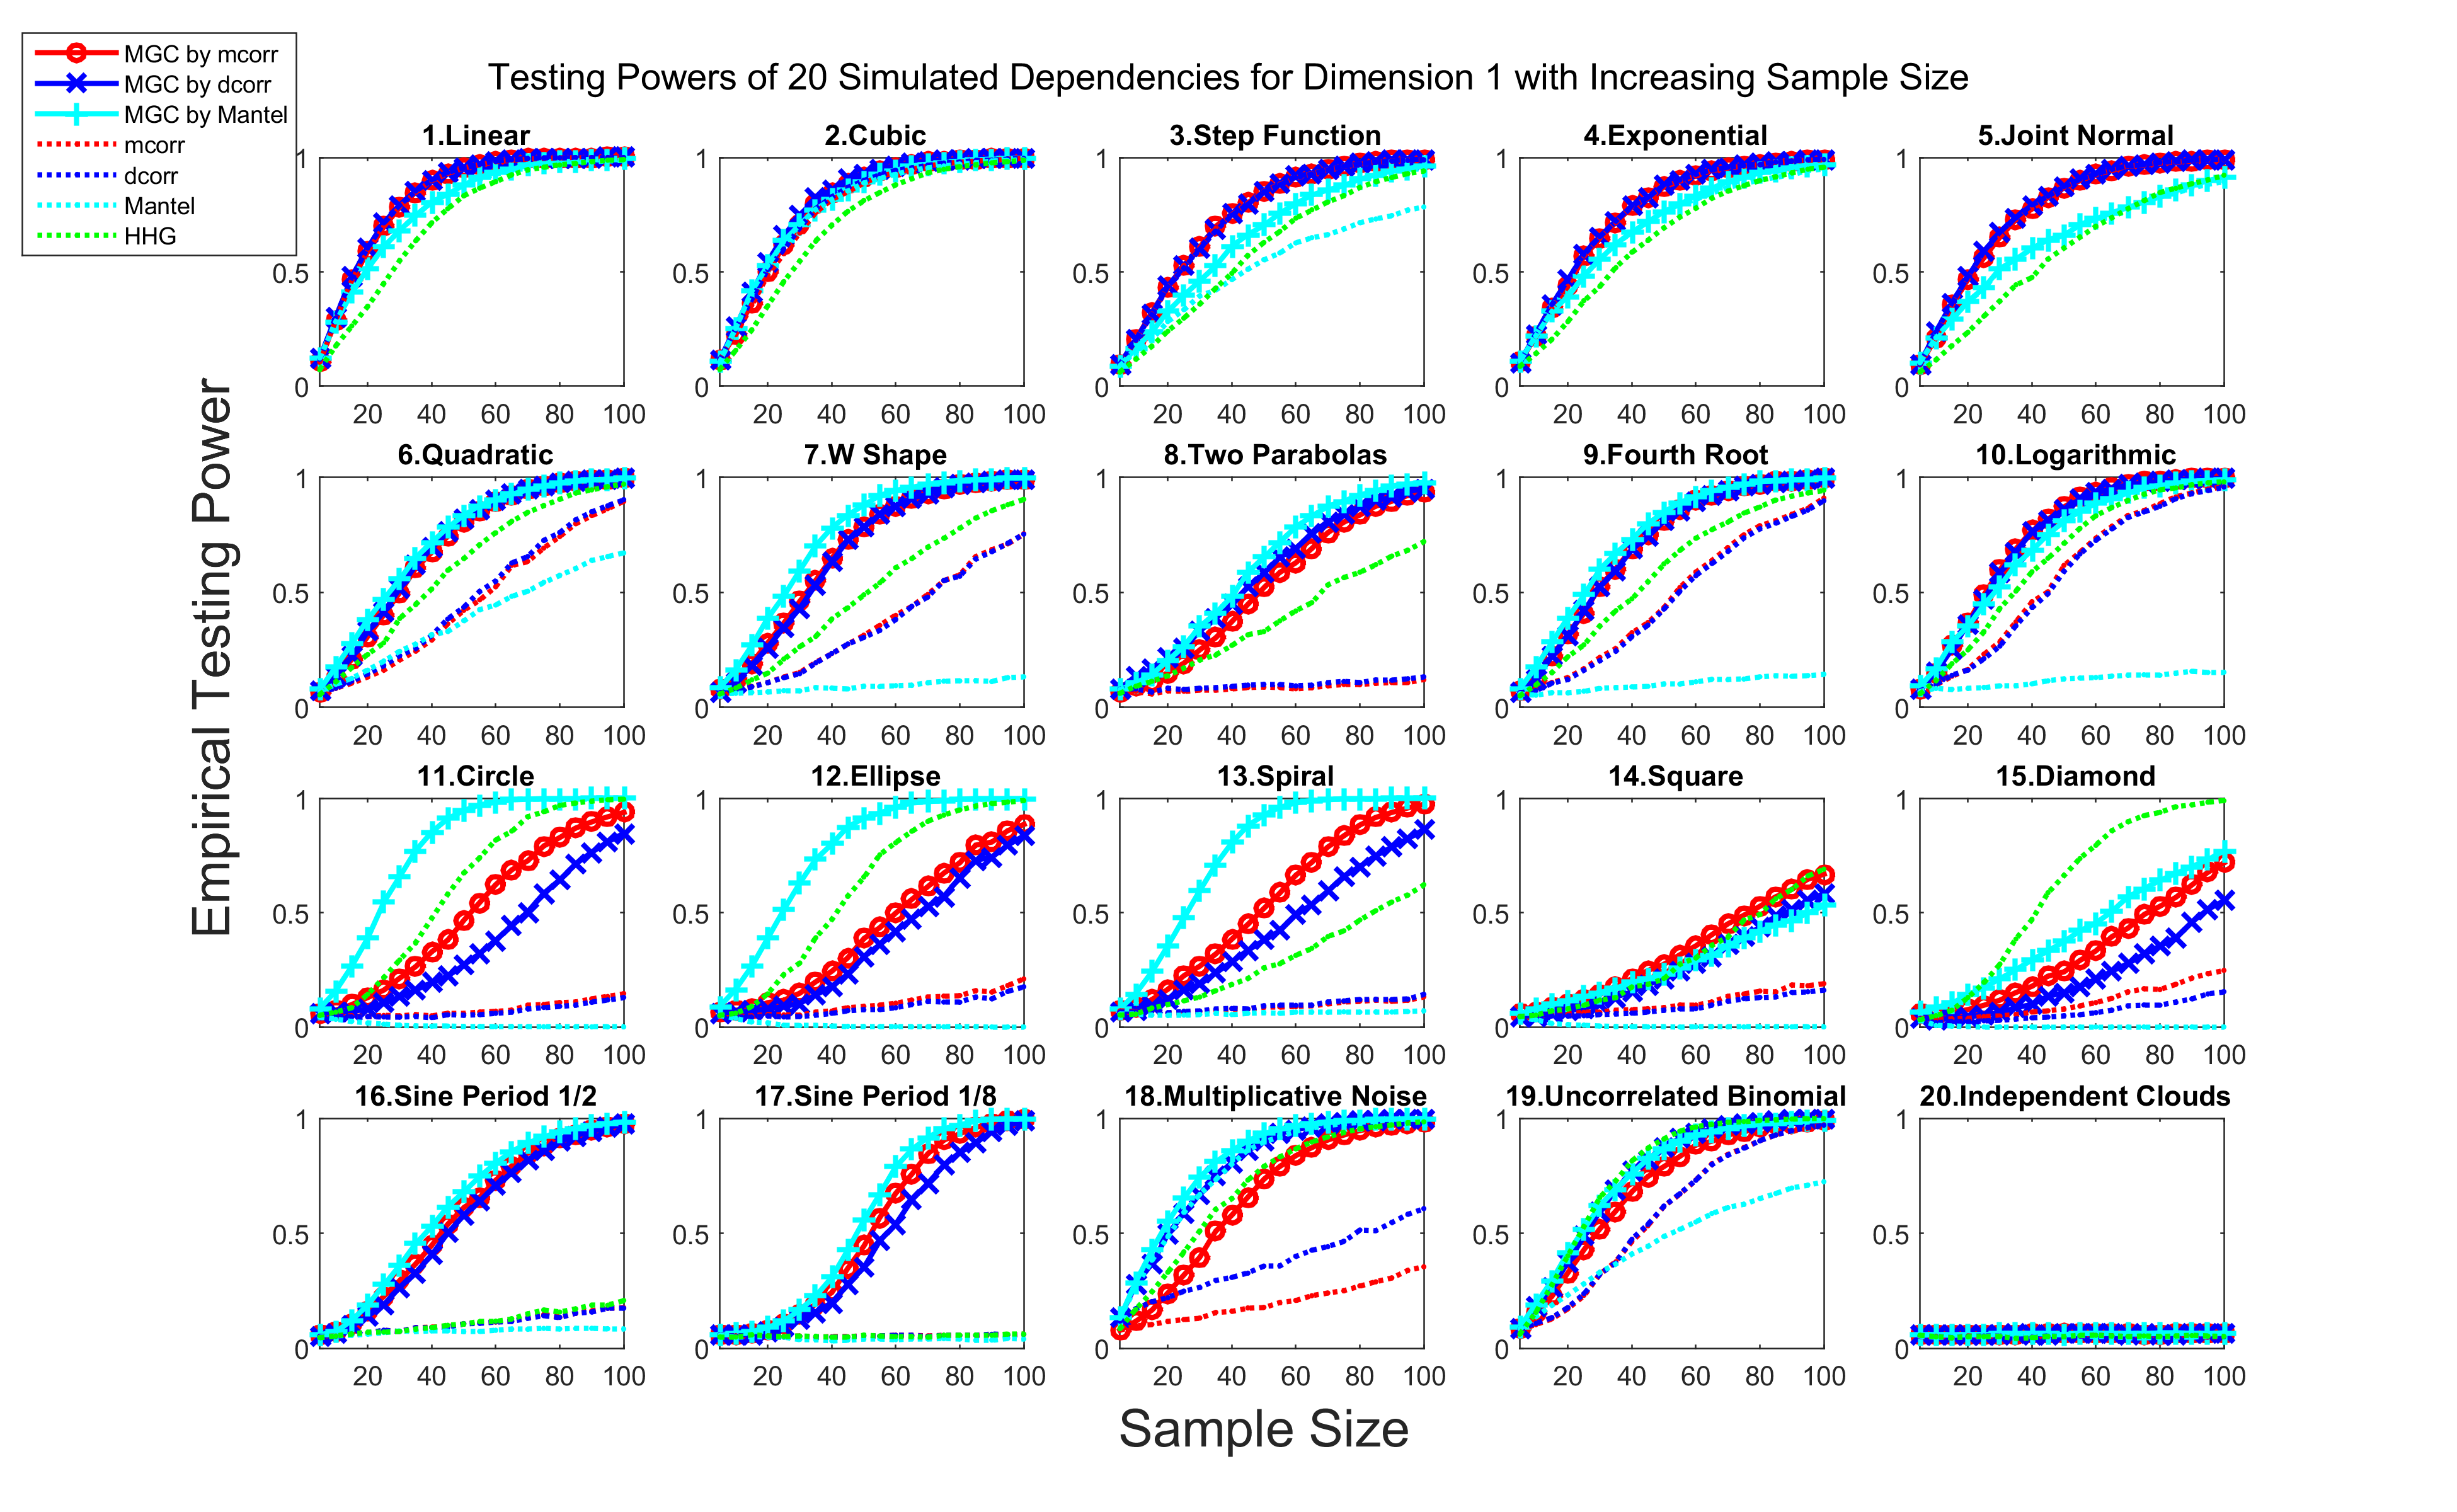 MGC by mcorr
MGC by dcorr
MGC by Mantel
mcorr
dcorr
Mantel
HHG
Testing Powers of 20 Simulated Dependencies for Dimension 1 with Increasing Sample Size
Empirical Testing Power
1.Linear
1
0.5
0
20 40 60 80 100
2.Cubic
1
0.5
0
20 40 60 80 100
3.Step Function
1
0.5
0
20 40 60 80 100
4.Exponential
1
0.5
0
20 40 60 80 100
5.Joint Normal
1
0.5
0
20 40 60 80 100
6.Quadratic
1
0.5
0
20 40 60 80 100
7.W Shape
1
0.5
0
20 40 60 80 100
8.Two Parabolas
1
0.5
0
20 40 60 80 100
9.Fourth Root
1
0.5
0
20 40 60 80 100
10.Logarithmic
1
0.5
0
20 40 60 80 100
11.Circle
1
0.5
0
20 40 60 80 100
12.Ellipse
1
0.5
0
20 40 60 80 100
13.Spiral
1
0.5
0
20 40 60 80 100
14.Square
1
0.5
0
20 40 60 80 100
15.Diamond
1
0.5
0
20 40 60 80 100
16.Sine Period 1/2
1
0.5
0
20 40 60 80 100
17.Sine Period 1/8
1
0.5
0
20 40 60 80 100
18.Multiplicative Noise
1
0.5
0
20 40 60 80 100
19.Uncorrelated Binomial
1
0.5
0
20 40 60 80 100
20.Independent Clouds
1
0.5
0
20 40 60 80 100
Sample Size